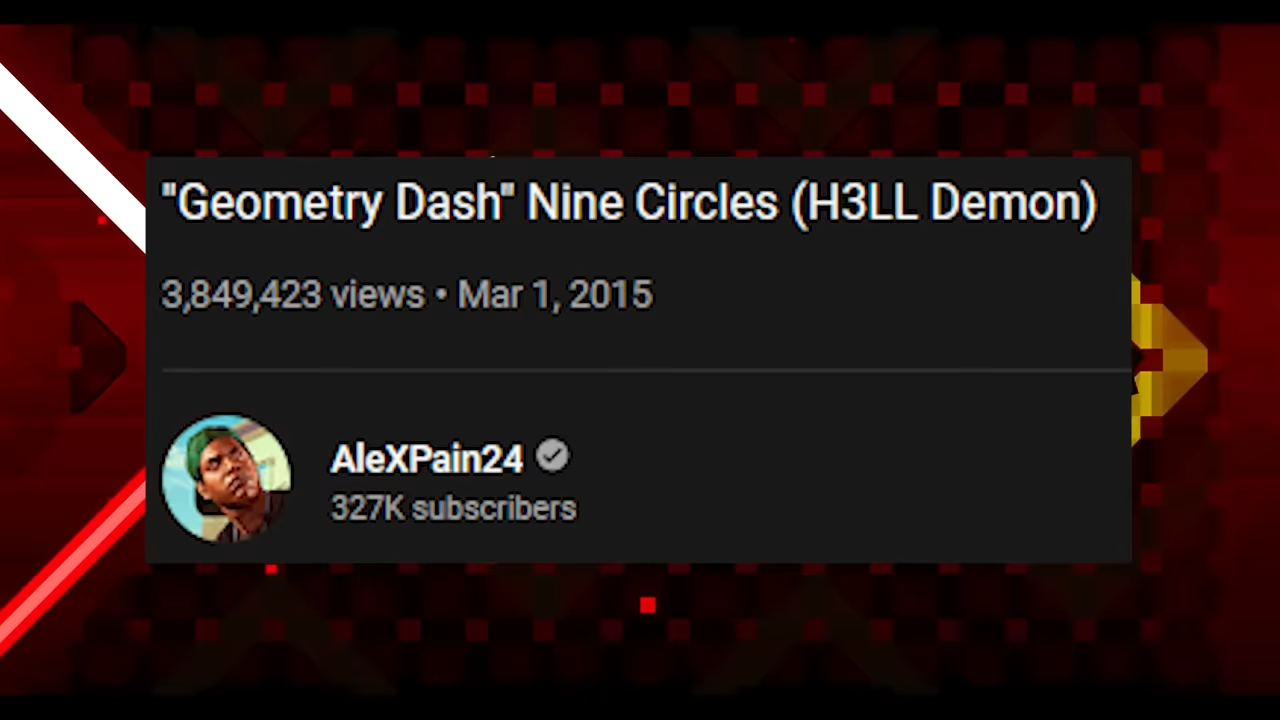 "Geometry Dash" Nine Circles (H3LL Demon)
3,849,423 views • Mar 1, 2015
AleXPain24
327K subscribers